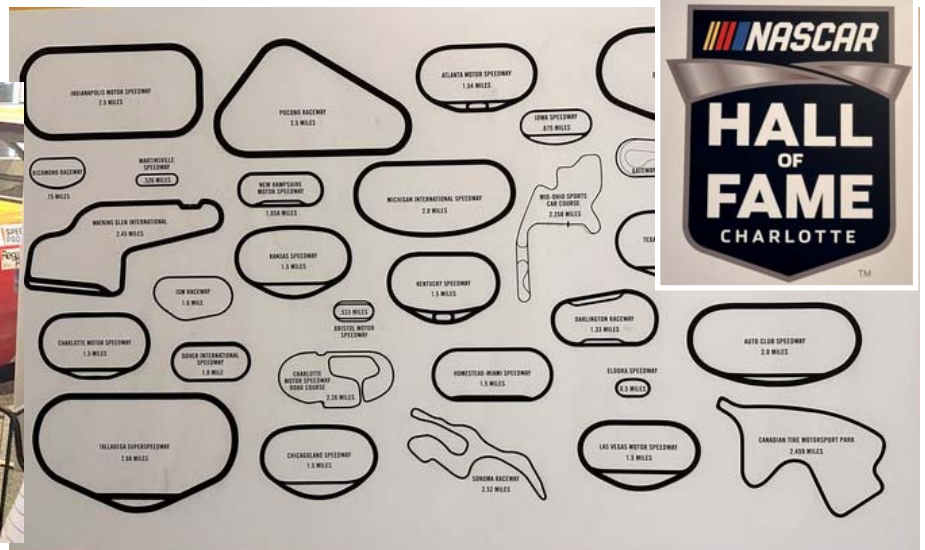 NASCAR
HALL
OF
FAME
CHARLOTTE
TM
INDIANAPOLIS MOTOR SPEEDWAY
2.5 MILES
POCONO RACEWAY
2.5 MILES
ATLANTA MOTOR SPEEDWAY
1.54 MILES
IOWA SPEEDWAY
.875 MILES
RICHMOND RACEWAY
.75 MILES
MARTINSVILLE
SPEEDWAY
.526 MILES
NEW HAMPSHIRE
MOTOR SPEEDWAY
1.058 MILES
MICHIGAN INTERNATIONAL SPEEDWAY
2.0 MILES
MID-OHIO SPORTS
CAR COURSE
2.258 MILES
GATEWAY
WATKINS GLEN INTERNATIONAL
2.45 MILES
KANSAS SPEEDWAY
1.5 MILES
KENTUCKY SPEEDWAY
1.5 MILES
ISM RACEWAY
1.0 MILE
.533 MILES
BRISTOL MOTOR
SPEEDWAY
DARLINGTON RACEWAY
1.33 MILES
AUTO CLUB SPEEDWAY
2.0 MILES
CHARLOTTE MOTOR SPEEDWAY
1.5 MILES
DOVER INTERNATIONAL
SPEEDWAY
1.0 MILE
CHARLOTTE
MOTOR SPEEDWAY
ROAD COURSE
2.28 MILES
HOMESTEAD-MIAMI SPEEDWAY
1.5 MILES
ELDORA SPEEDWAY
0.5 MILES
TALLADEGA SUPERSPEEDWAY
2.66 MILES
CHICAGOLAND SPEEDWAY
1.5 MILES
SONOMA RACEWAY
2.52 MILES
LAS VEGAS MOTOR SPEEDWAY
1.5 MILES
CANADIAN TIRE MOTORSPORT PARK
2.459 MILES